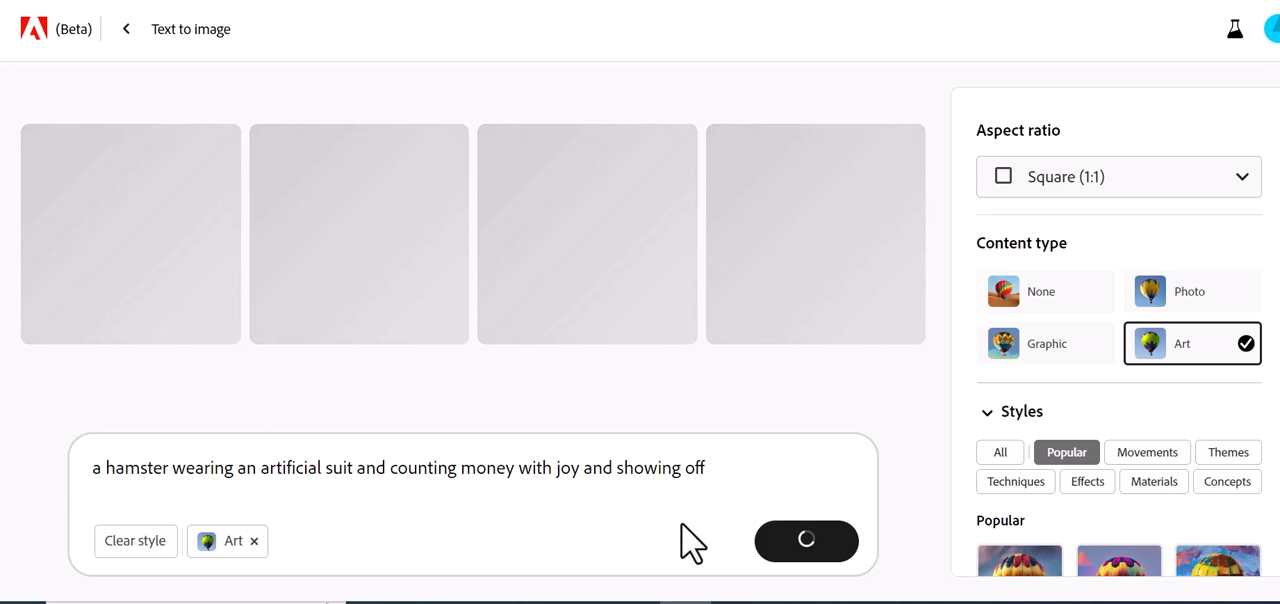 (Beta) Text to image
Aspect ratio
Square (1:1)
Content type
None Photo
Graphic Art
Styles
All Popular Movements Themes
Techniques Effects Materials Concepts
Popular
a hamster wearing an artificial suit and counting money with joy and showing off
Clear style Art ×